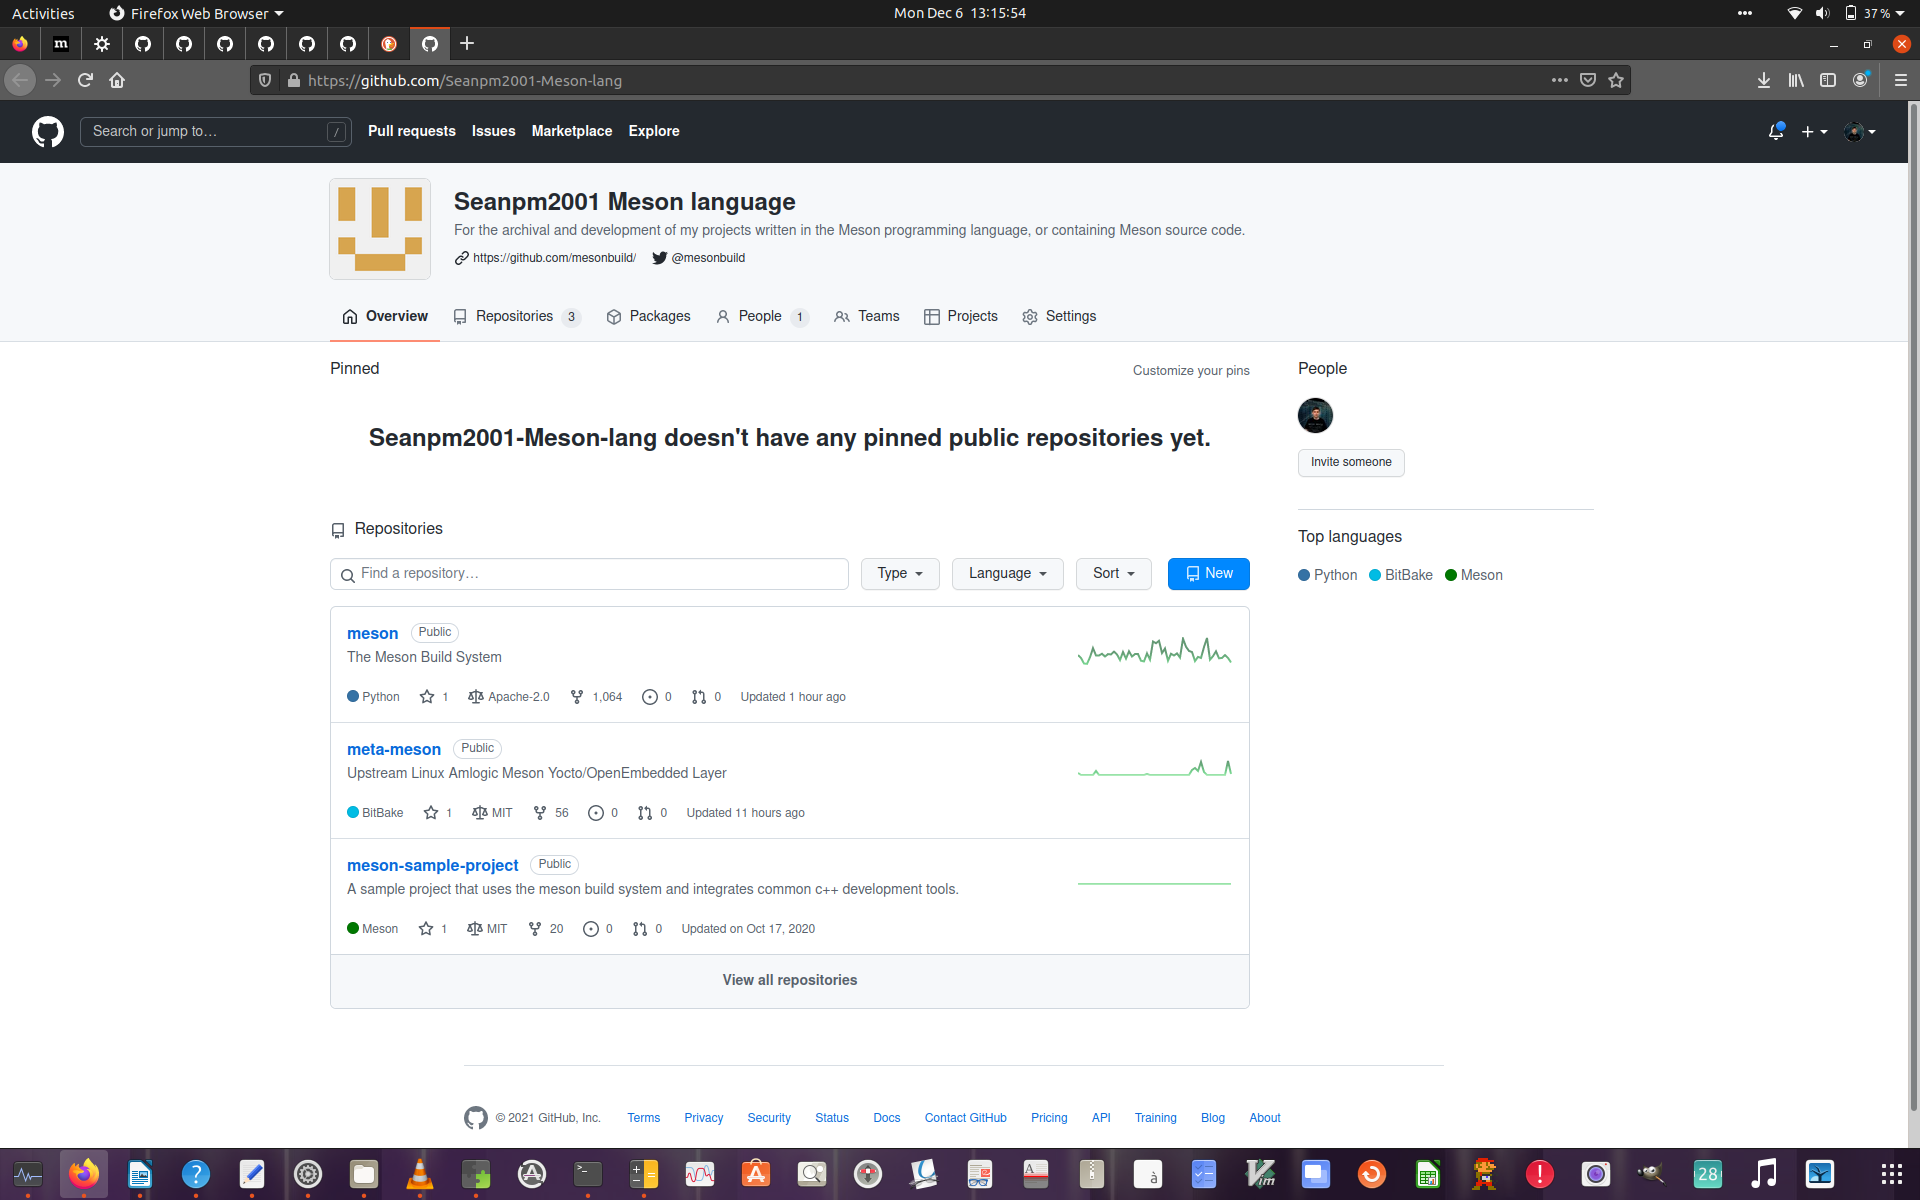 Activities
Firefox Web Browser
Mon Dec 6 13:15:54
37 %
m
https://github.com/Seanpm2001-Meson-lang
Search or jump to…
/
Pull requests
Issues
Marketplace
Explore
Seanpm2001 Meson language
For the archival and development of my projects written in the Meson programming language, or containing Meson source code.
https://github.com/mesonbuild/
@mesonbuild
Overview
Repositories 3
Packages
People 1
Teams
Projects
Settings
Pinned
Customize your pins
Seanpm2001-Meson-lang doesn't have any pinned public repositories yet.
People
Invite someone
Top languages
Python
BitBake
Meson
Repositories
Find a repository…
Type
Language
Sort
New
meson Public
The Meson Build System
Python 1 Apache-2.0 1,064 0 0 Updated 1 hour ago
meta-meson Public
Upstream Linux Amlogic Meson Yocto/OpenEmbedded Layer
BitBake 1 MIT 56 0 0 Updated 11 hours ago
meson-sample-project Public
A sample project that uses the meson build system and integrates common c++ development tools.
Meson 1 MIT 20 0 0 Updated on Oct 17, 2020
View all repositories
© 2021 GitHub, Inc.
Terms
Privacy
Security
Status
Docs
Contact GitHub
Pricing
API
Training
Blog
About
28